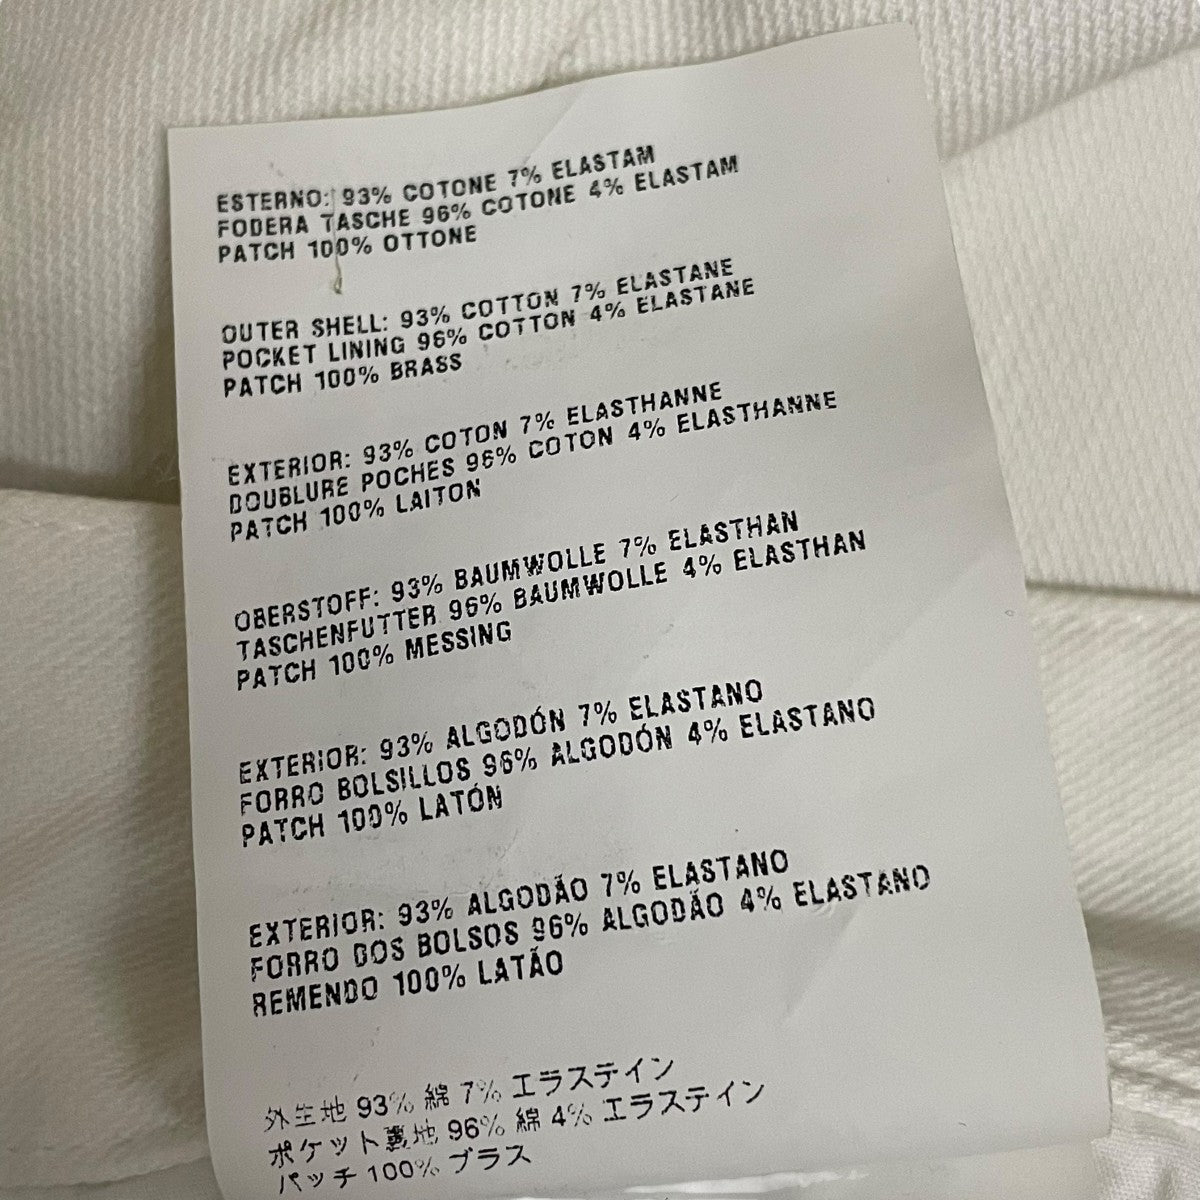 ESTERNO: 93% COTONE 7% ELASTAM
FODERA TASCHE 96% COTONE 4% ELASTAM
PATCH 100% OTTONE
OUTER SHELL: 93% COTTON 7% ELASTANE
POCKET LINING 96% COTTON 4% ELASTANE
PATCH 100% BRASS
EXTERIOR: 93% COTON 7% ELASTHANNE
DOUBLURE POCHES 96% COTON 4% ELASTHANNE
PATCH 100% LAITON
OBERSTOFF: 93% BAUMWOLLE 7% ELASTHAN
TASCHENFUTTER 96% BAUMWOLLE 4% ELASTHAN
PATCH 100% MESSING
EXTERIOR: 93% ALGODÓN 7% ELASTANO
FORRO BOLSILLOS 96% ALGODÓN 4% ELASTANO
PATCH 100% LATÓN
EXTERIOR: 93% ALGODÃO 7% ELASTANO
FORRO DOS BOLSOS 96% ALGODÃO 4% ELASTANO
REMENDO 100% LATÃO
外生地 93% 綿 7% エラステイン
ポケット裏地 96% 綿 4% エラステイン
パッチ 100% ブラス